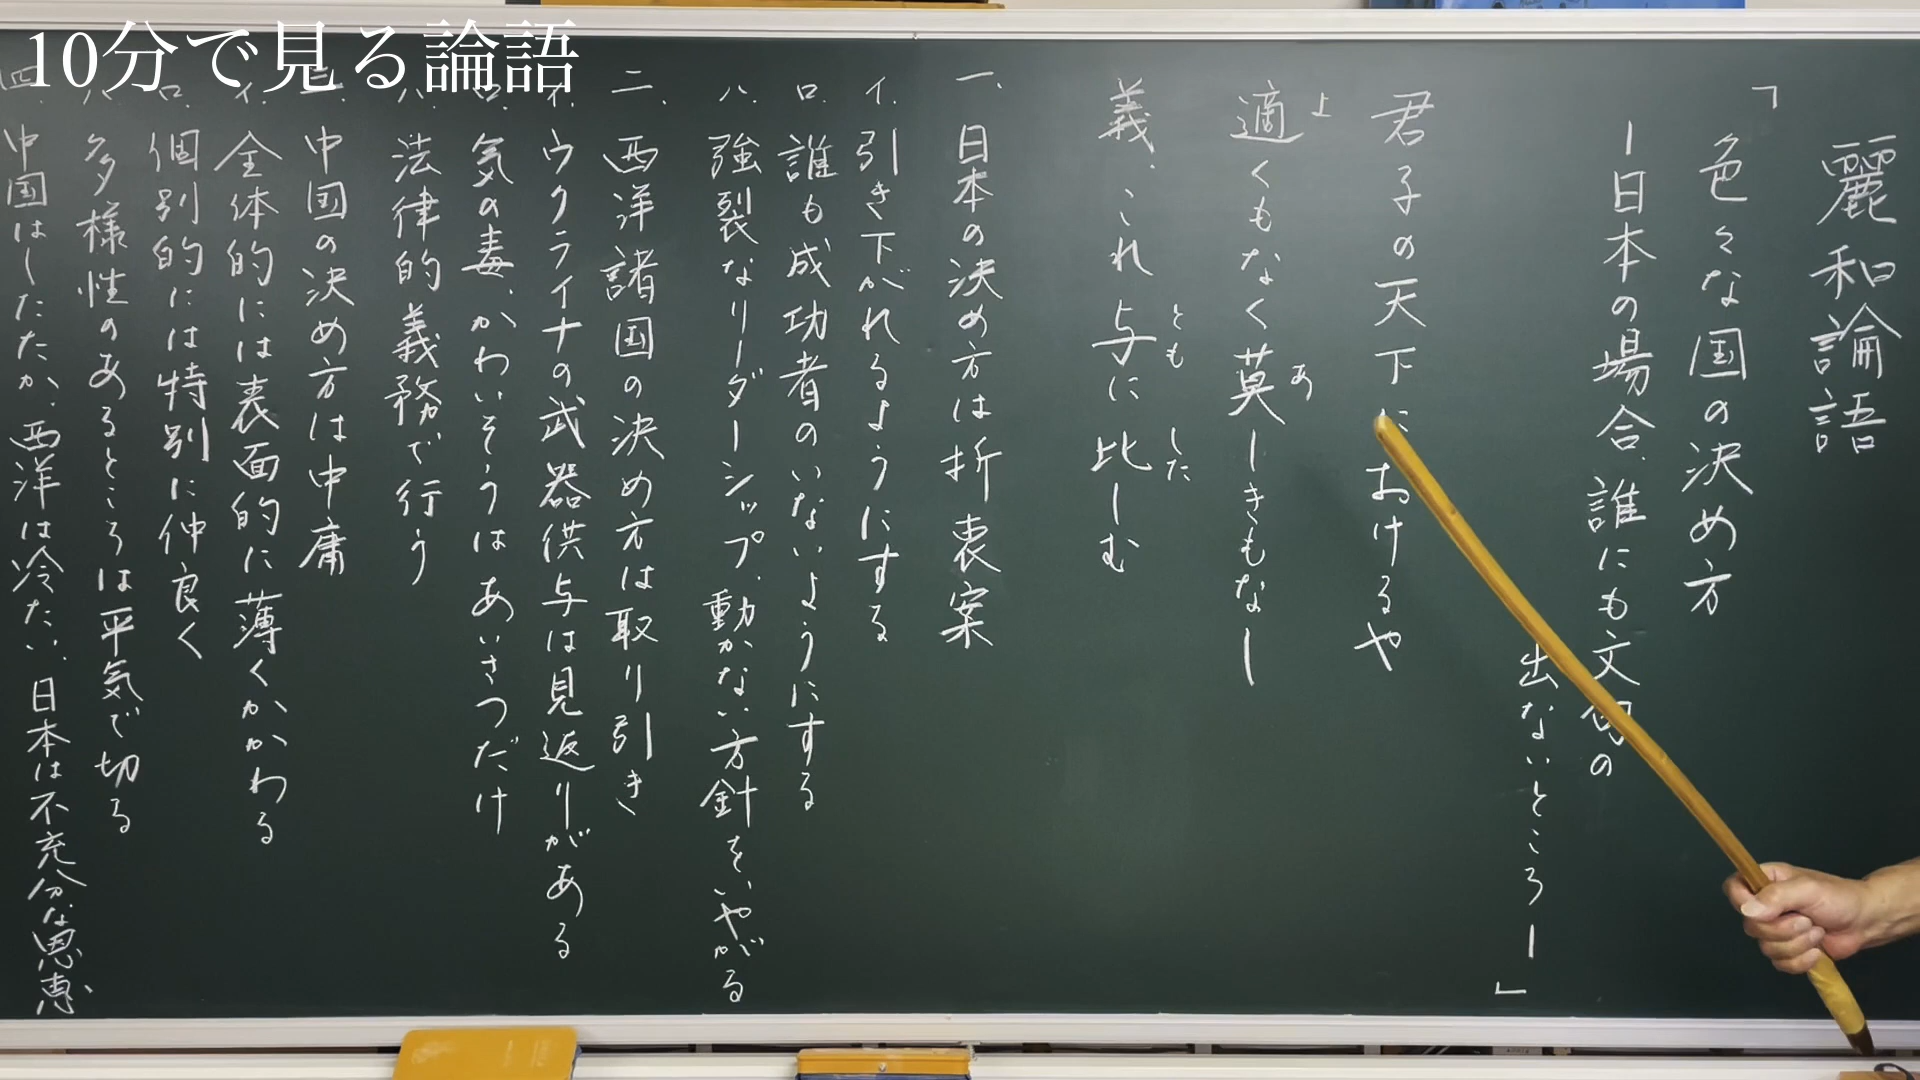 10分で見る論語
麗和論語
「色々な国の決め方
ー日本の場合、誰にも文句の
出ないところー」
君子の天下におけるや
適くもなく莫しきもなし
よ
あ
義、これ与に比しむ
とも
した
一、日本の決め方は折衷案
イ、引き下がれるようにする
ロ、誰も成功者のいないようにする
ハ、強裂なリーダーシップ、動かない方針をいやがる
二、西洋諸国の決め方は取り引き
イ、ウクライナの武器供与は見返りがある
ロ、気の毒、かわいそうはあいさつだけ
ハ、法律的義務で行う
三、中国の決め方は中庸
イ、全体的には表面的に薄くかかわる
ロ、個別的には特別に仲良く
ハ、多様性のあるところは平気で切る
四、中国はしたたか、西洋は冷たい、日本は不充分な恩恵